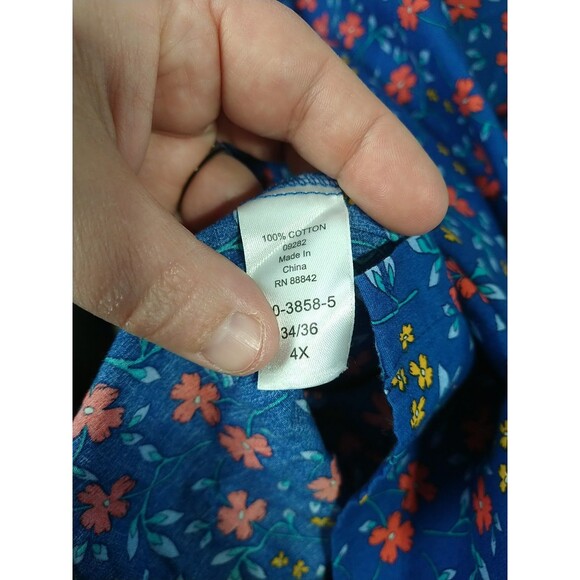 100% COTTON
09282
Made In
China
RN 88842
0-3858-5
34/36
4X